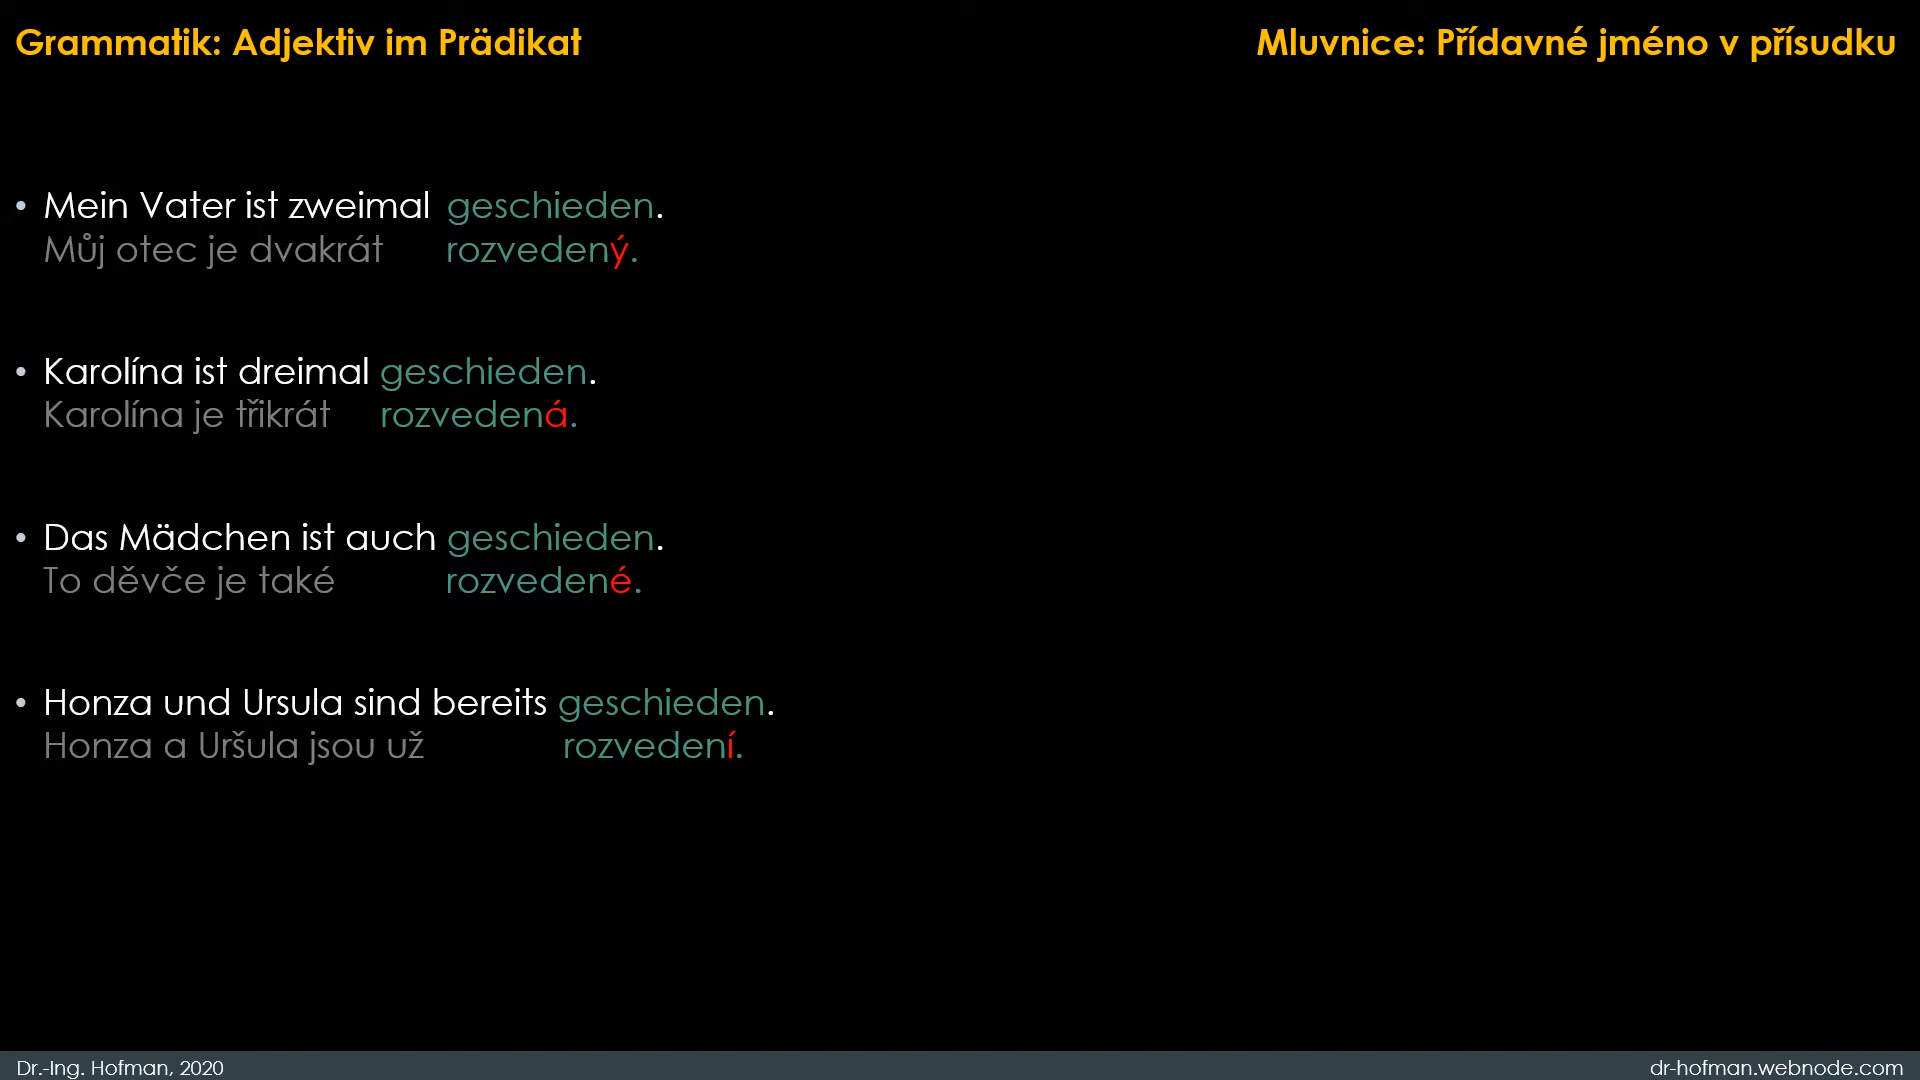 Grammatik: Adjektiv im Prädikat
Mluvnice: Přídavné jméno v přísudku
• Mein Vater ist zweimal geschieden.
Můj otec je dvakrát rozvedený.
• Karolína ist dreimal geschieden.
Karolína je třikrát rozvedená.
• Das Mädchen ist auch geschieden.
To děvče je také rozvedené.
• Honza und Ursula sind bereits geschieden.
Honza a Uršula jsou už rozvedení.
Dr.-Ing. Hofman, 2020
dr-hofman.webnode.com